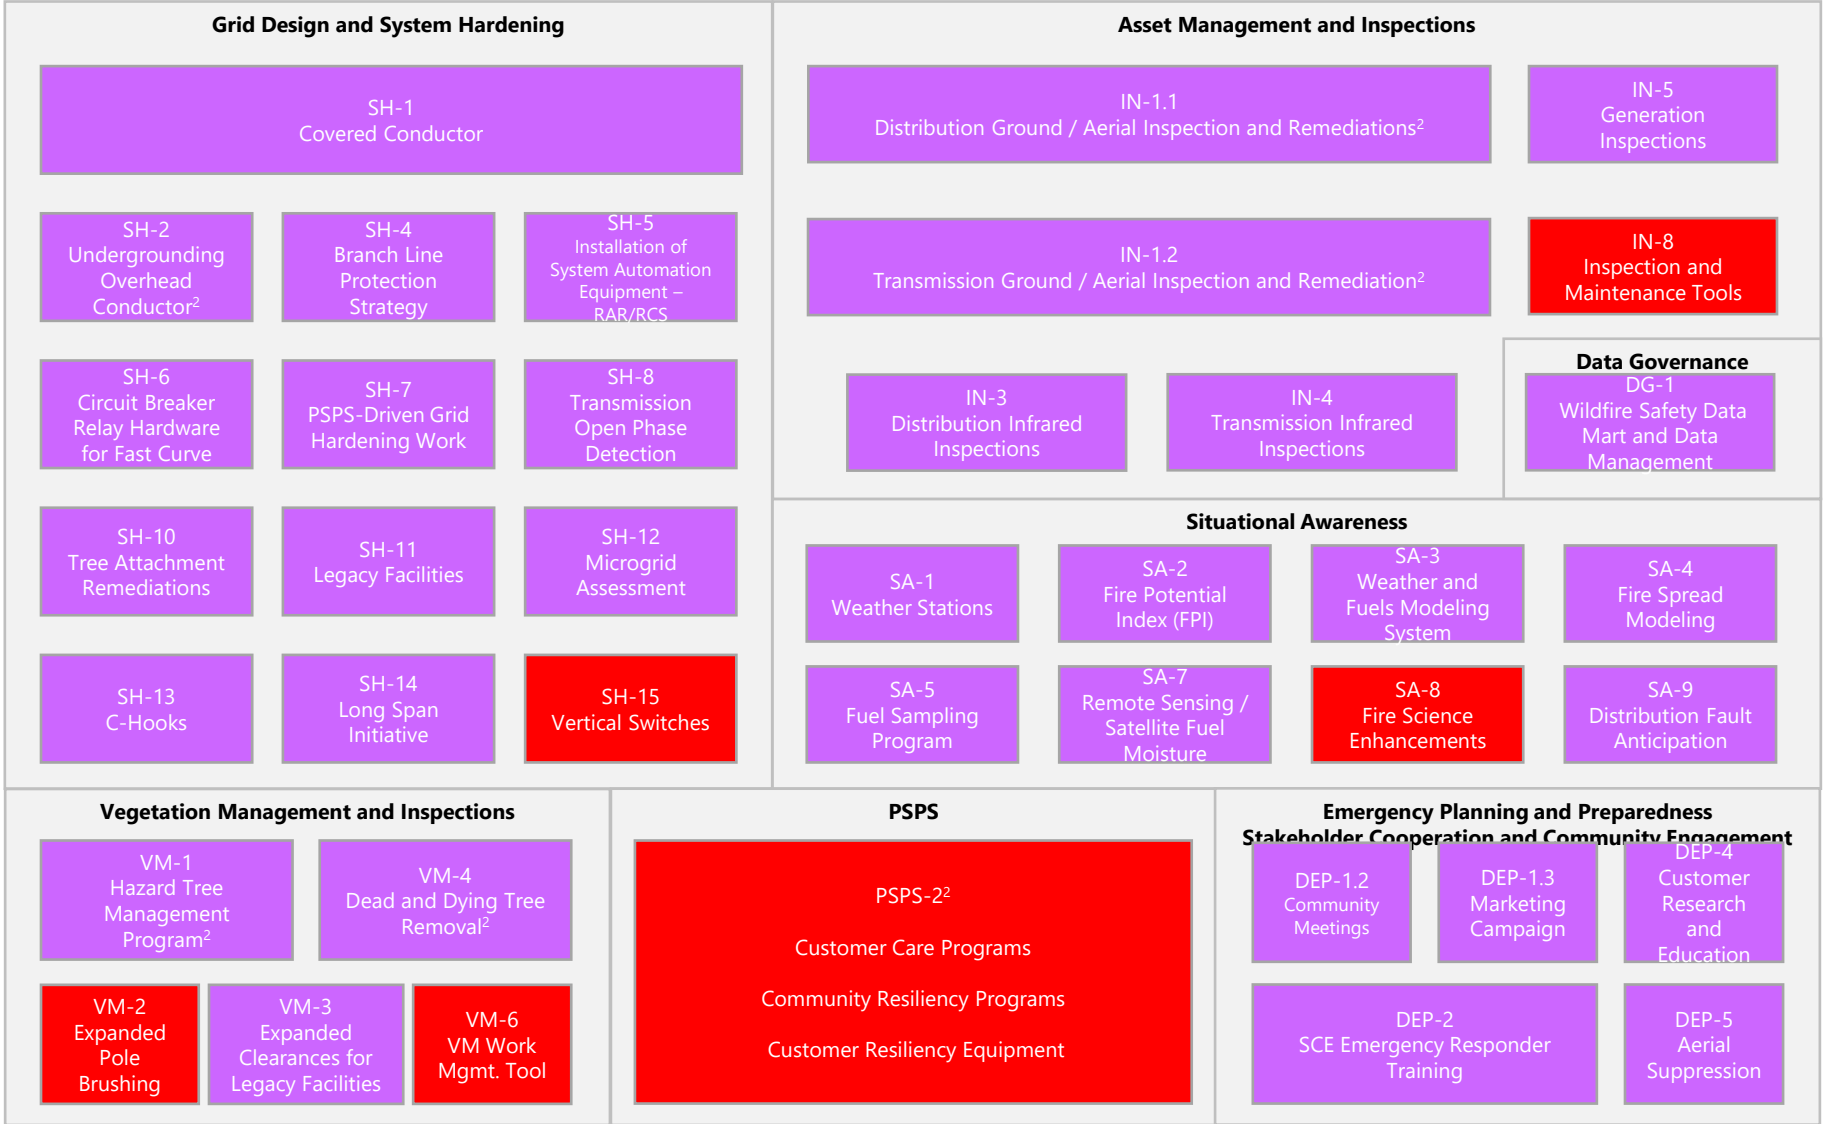 Grid Design and System Hardening
SH-1
Covered Conductor
SH-2
Undergrounding
Overhead
Conductor²
SH-4
Branch Line
Protection
Strategy
SH-5
Installation of
System Automation
Equipment –
RAR/RCS
SH-6
Circuit Breaker
Relay Hardware
for Fast Curve
SH-7
PSPS-Driven Grid
Hardening Work
SH-8
Transmission
Open Phase
Detection
SH-10
Tree Attachment
Remediations
SH-11
Legacy Facilities
SH-12
Microgrid
Assessment
SH-13
C-Hooks
SH-14
Long Span
Initiative
SH-15
Vertical Switches
Asset Management and Inspections
IN-1.1
Distribution Ground / Aerial Inspection and Remediations²
IN-5
Generation
Inspections
IN-1.2
Transmission Ground / Aerial Inspection and Remediation²
IN-8
Inspection and
Maintenance Tools
IN-3
Distribution Infrared
Inspections
IN-4
Transmission Infrared
Inspections
Data Governance
DG-1
Wildfire Safety Data
Mart and Data
Management
Situational Awareness
SA-1
Weather Stations
SA-2
Fire Potential
Index (FPI)
SA-3
Weather and
Fuels Modeling
System
SA-4
Fire Spread
Modeling
SA-5
Fuel Sampling
Program
SA-7
Remote Sensing /
Satellite Fuel
Moisture
SA-8
Fire Science
Enhancements
SA-9
Distribution Fault
Anticipation
Vegetation Management and Inspections
VM-1
Hazard Tree
Management
Program²
VM-4
Dead and Dying Tree
Removal²
VM-2
Expanded
Pole
Brushing
VM-3
Expanded
Clearances for
Legacy Facilities
VM-6
VM Work
Mgmt. Tool
PSPS
PSPS-2²
Customer Care Programs
Community Resiliency Programs
Customer Resiliency Equipment
Emergency Planning and Preparedness
Stakeholder Cooperation and Community Engagement
DEP-1.2
Community
Meetings
DEP-1.3
Marketing
Campaign
DEP-4
Customer
Research
and
Education
DEP-2
SCE Emergency Responder
Training
DEP-5
Aerial
Suppression